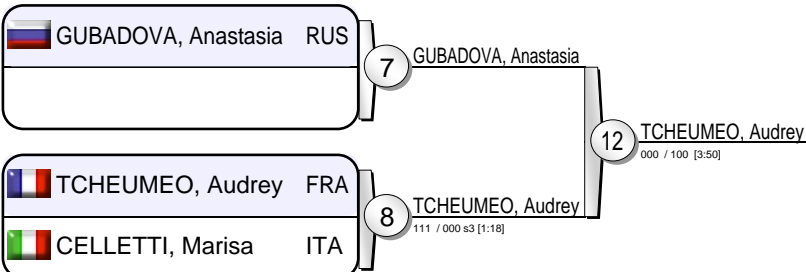 GUBADOVA, Anastasia RUS
7
GUBADOVA, Anastasia
12
TCHEUMEO, Audrey
000 / 100 [3:50]
TCHEUMEO, Audrey FRA
8
TCHEUMEO, Audrey
111 / 000 s3 [1:18]
CELLETTI, Marisa ITA